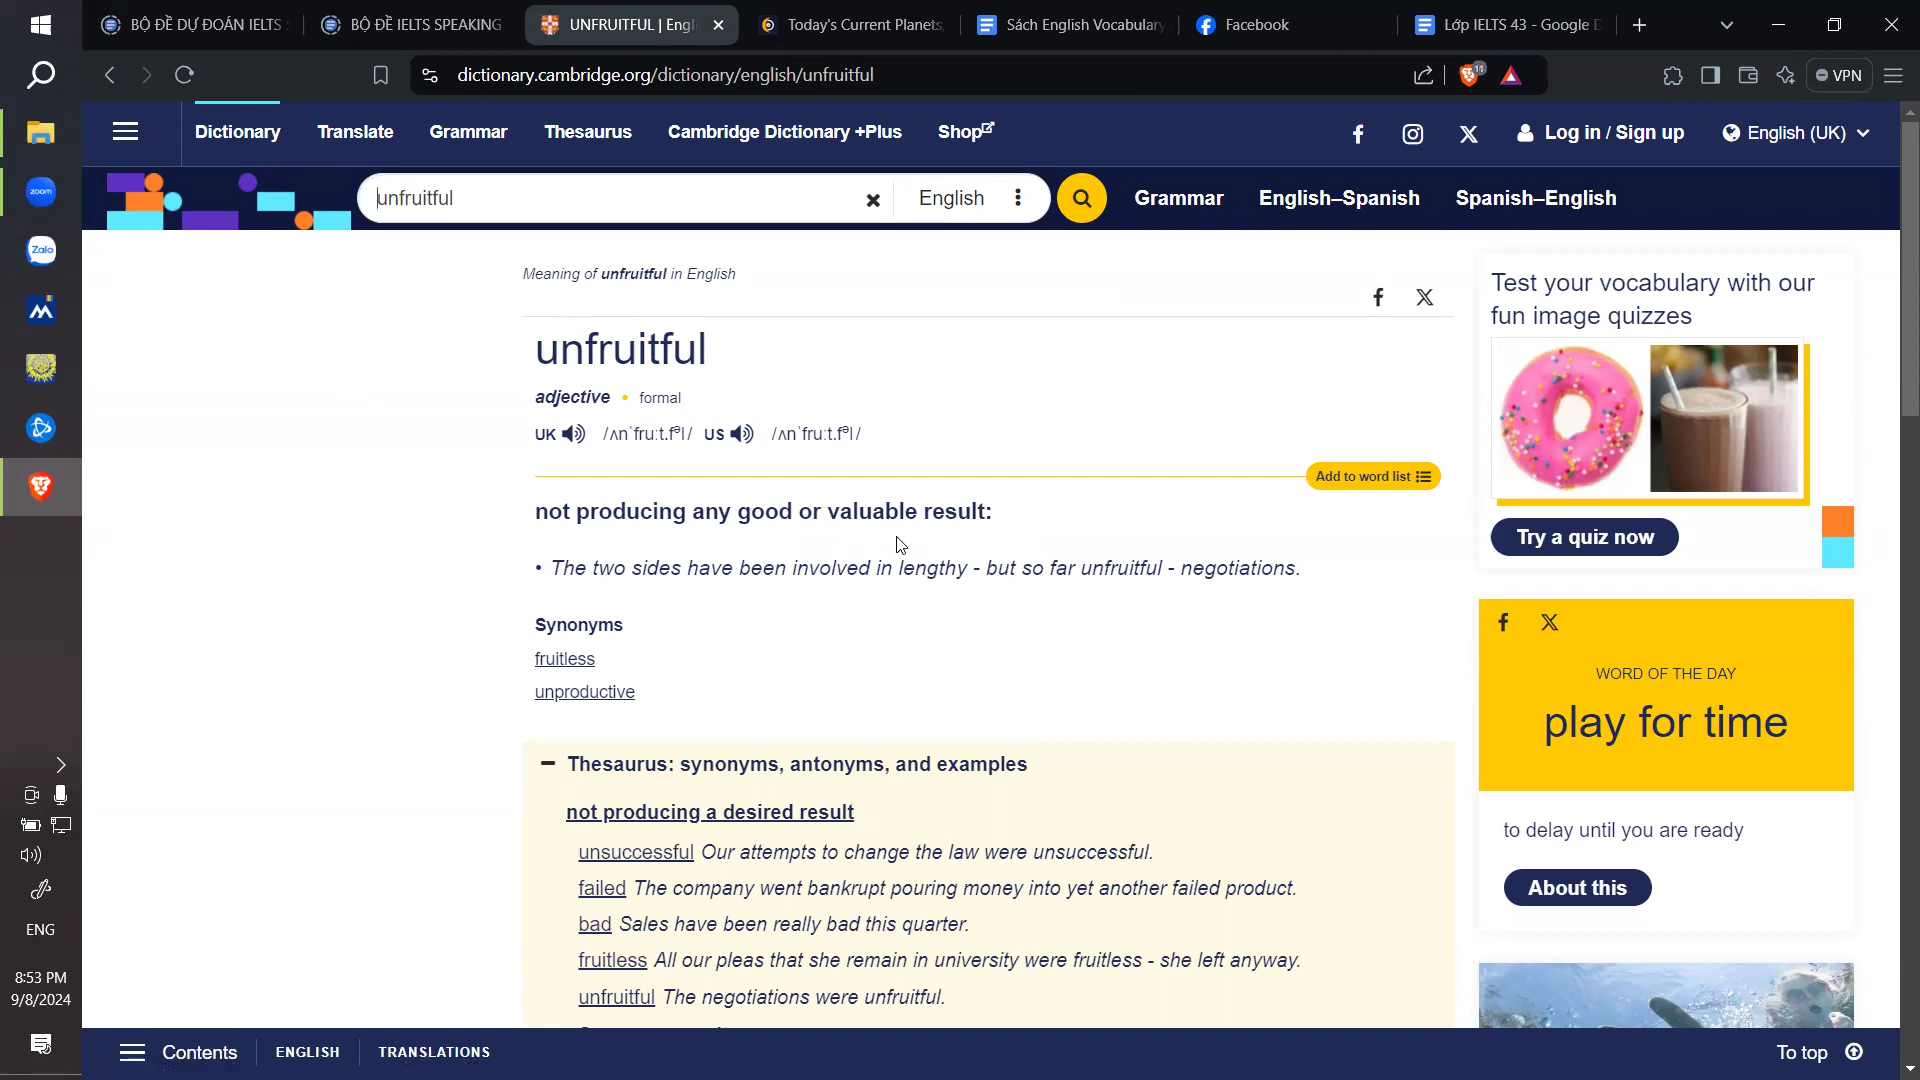 BỘ ĐỀ DỰ ĐOÁN IELTS
BỘ ĐỀ IELTS SPEAKING
UNFRUITFUL | Engli
Today's Current Planets,
Sách English Vocabulary
Facebook
Lớp IELTS 43 - Google D
dictionary.cambridge.org/dictionary/english/unfruitful
VPN
Dictionary
Translate
Grammar
Thesaurus
Cambridge Dictionary +Plus
Shop
Log in / Sign up
English (UK)
unfruitful
English
Grammar
English–Spanish
Spanish–English
Meaning of unfruitful in English
unfruitful
adjective • formal
UK /ʌnˈfruːt.fᵊl/ US /ʌnˈfruːt.fᵊl/
Add to word list
not producing any good or valuable result:
• The two sides have been involved in lengthy - but so far unfruitful - negotiations.
Synonyms
fruitless
unproductive
Thesaurus: synonyms, antonyms, and examples
not producing a desired result
unsuccessful Our attempts to change the law were unsuccessful.
failed The company went bankrupt pouring money into yet another failed product.
bad Sales have been really bad this quarter.
fruitless All our pleas that she remain in university were fruitless - she left anyway.
unfruitful The negotiations were unfruitful.
Test your vocabulary with our
fun image quizzes
Try a quiz now
WORD OF THE DAY
play for time
to delay until you are ready
About this
Contents
ENGLISH
TRANSLATIONS
To top
zoom
Zalo
ENG
8:53 PM
9/8/2024